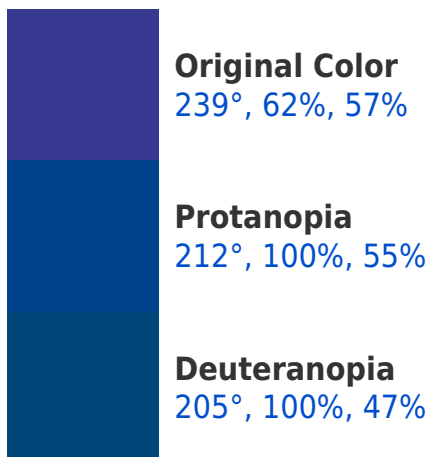 Original Color
239°, 62%, 57%
Protanopia
212°, 100%, 55%
Deuteranopia
205°, 100%, 47%